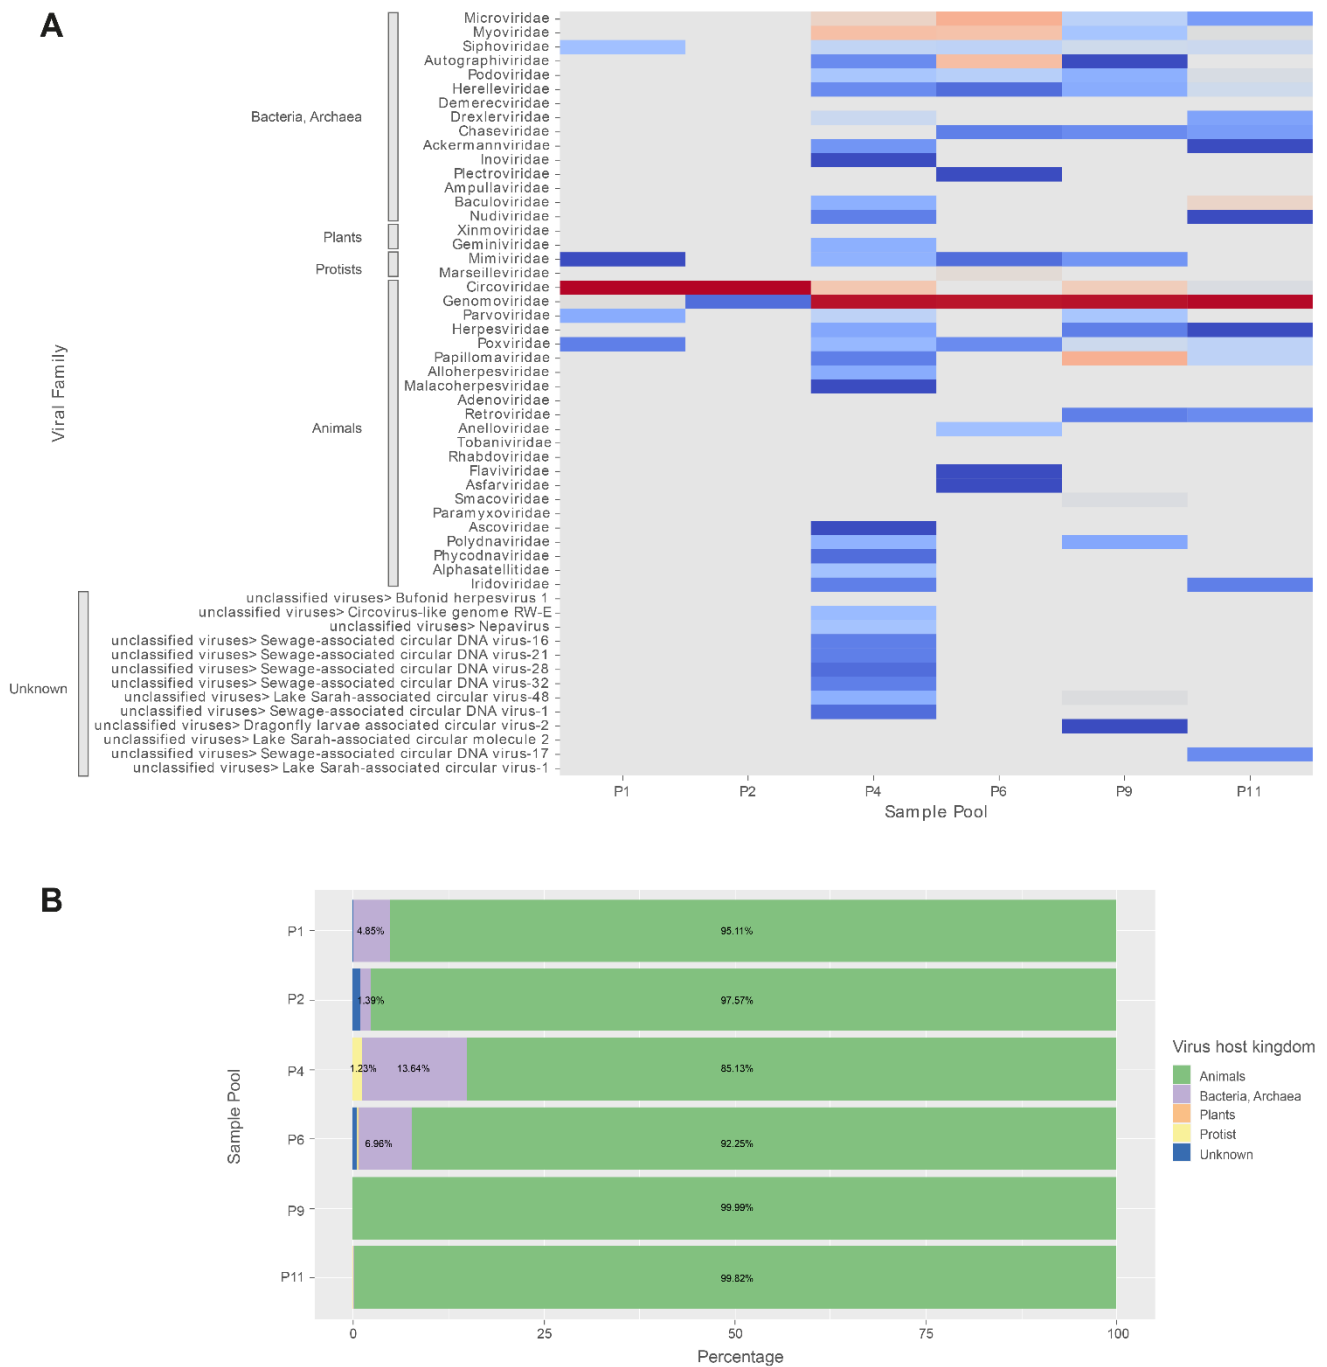 A
Viral Family
Bacteria, Archaea
Plants
Protists
Animals
Unknown
Microviridae
Myoviridae
Siphoviridae
Autographiviridae
Podoviridae
Herelleviridae
Demerecviridae
Drexlerviridae
Chaseviridae
Ackermannviridae
Inoviridae
Plectroviridae
Ampullaviridae
Baculoviridae
Nudiviridae
Xinmoviridae
Geminiviridae
Mimiviridae
Marseilleviridae
Circoviridae
Genomoviridae
Parvoviridae
Herpesviridae
Poxviridae
Papillomaviridae
Alloherpesviridae
Malacoherpesviridae
Adenoviridae
Retroviridae
Anelloviridae
Tobaniviridae
Rhabdoviridae
Flaviviridae
Asfarviridae
Smacoviridae
Paramyxoviridae
Ascoviridae
Polydnaviridae
Phycodnaviridae
Alphasatellitidae
Iridoviridae
unclassified viruses> Bufonid herpesvirus 1
unclassified viruses> Circovirus-like genome RW-E
unclassified viruses> Nepavirus
unclassified viruses> Sewage-associated circular DNA virus-16
unclassified viruses> Sewage-associated circular DNA virus-21
unclassified viruses> Sewage-associated circular DNA virus-28
unclassified viruses> Sewage-associated circular DNA virus-32
unclassified viruses> Lake Sarah-associated circular virus-48
unclassified viruses> Sewage-associated circular DNA virus-1
unclassified viruses> Dragonfly larvae associated circular virus-2
unclassified viruses> Lake Sarah-associated circular molecule 2
unclassified viruses> Sewage-associated circular DNA virus-17
unclassified viruses> Lake Sarah-associated circular virus-1
P1 P2 P4 P6 P9 P11
Sample Pool
B
Sample Pool
P1 4.85% 95.11%
P2 1.39% 97.57%
P4 1.23% 13.64% 85.13%
P6 6.96% 92.25%
P9 99.99%
P11 99.82%
0 25 50 75 100
Percentage
Virus host kingdom
Animals
Bacteria, Archaea
Plants
Protist
Unknown